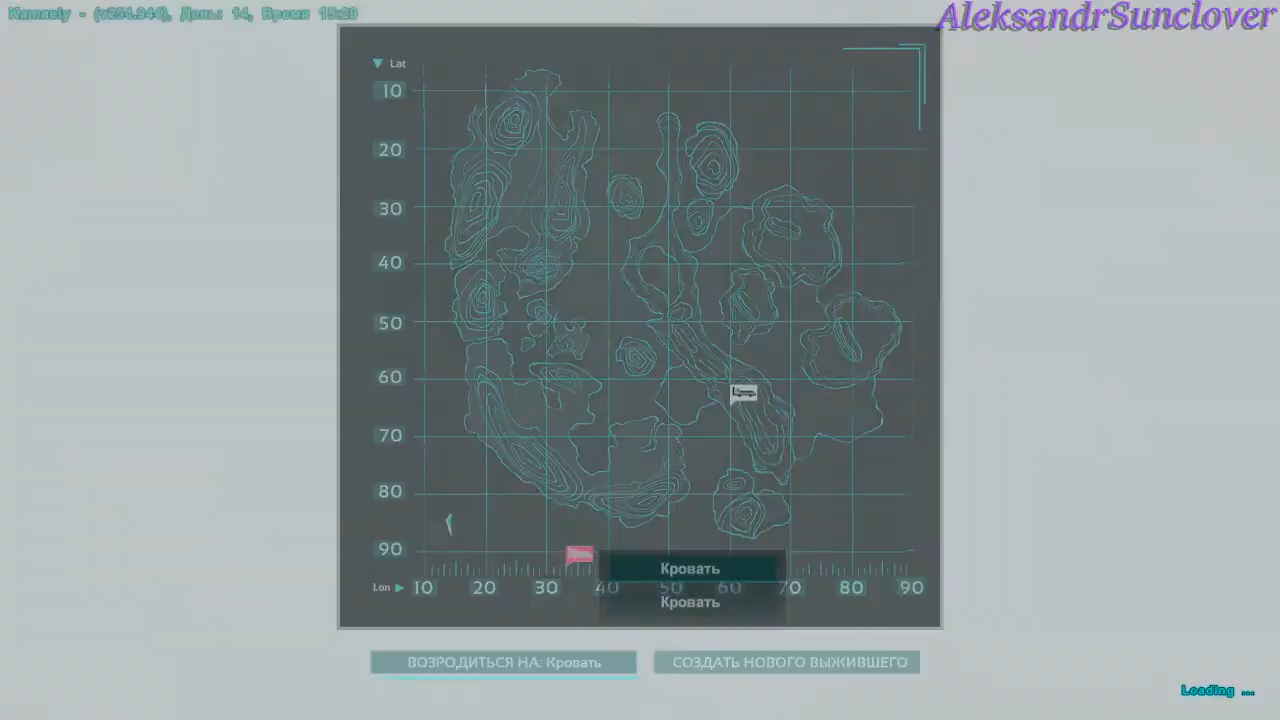 Kamaely - (v254.944), День: 14, Время 15:29
AleksandrSunclover
▼ Lat
10
20
30
40
50
60
70
80
90
Кровать
Lon ► 10 20 30 40 50 60 70 80 90
Кровать
ВОЗРОДИТЬСЯ НА: Кровать
СОЗДАТЬ НОВОГО ВЫЖИВШЕГО
Loading ...